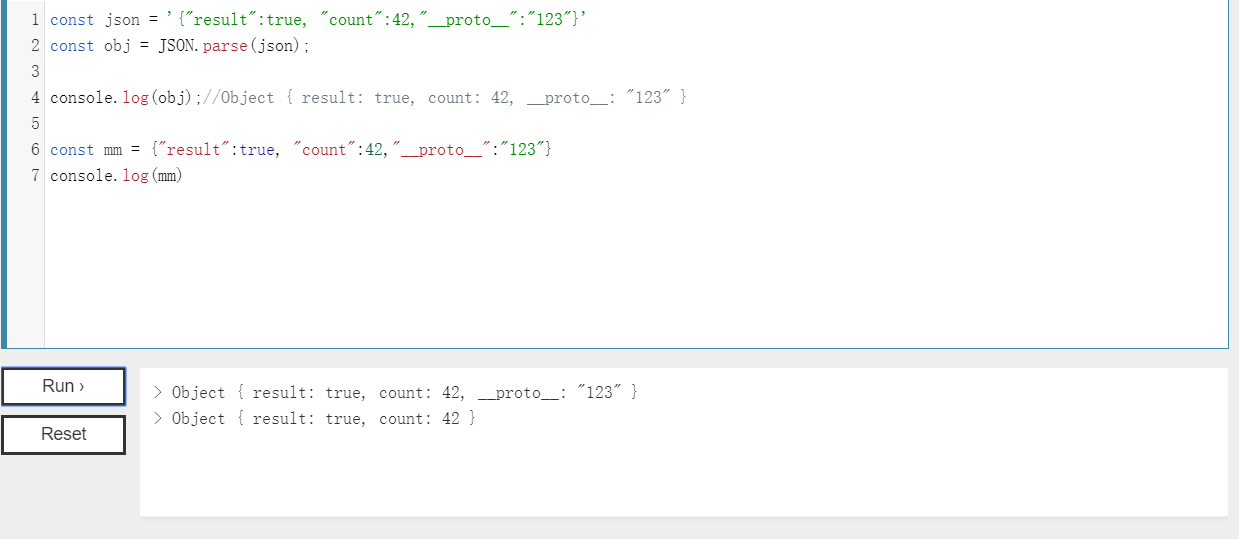 1 const json = '{"result":true, "count":42,"__proto__":"123"}'
2 const obj = JSON.parse(json);
3
4 console.log(obj);//Object { result: true, count: 42, __proto__: "123" }
5
6 const mm = {"result":true, "count":42,"__proto__":"123"}
7 console.log(mm)
Run ›
Reset
> Object { result: true, count: 42, __proto__: "123" }
> Object { result: true, count: 42 }